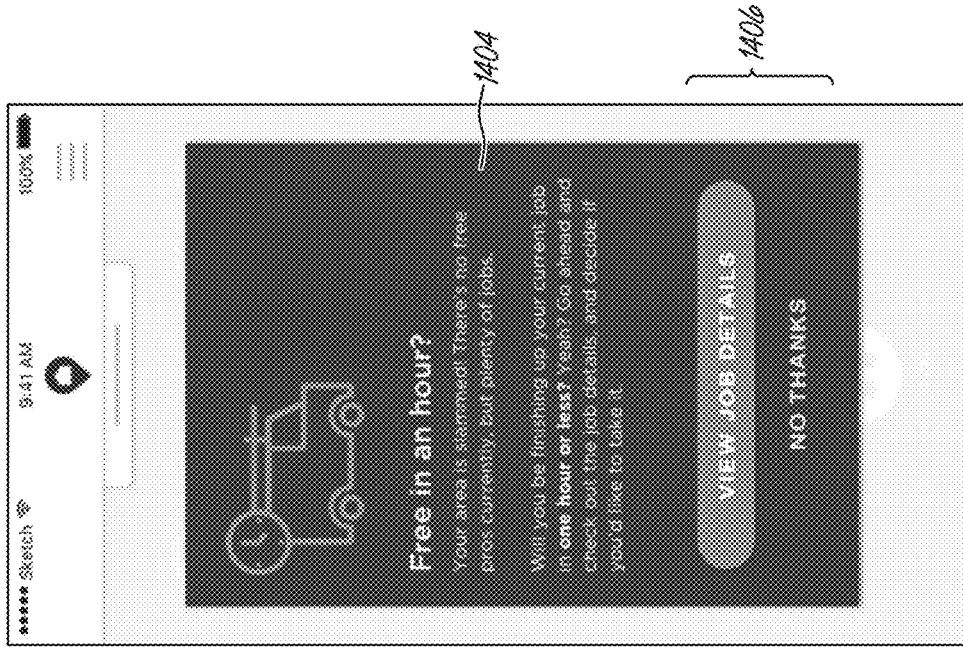 ••••• Sketch 9:41 AM 100%
Free in an hour?
Your area is slammed! There's no free
pros currently, but plenty of jobs.
Will you be finishing up your current job
in one hour or less? Yeah? Go ahead and
check out the job details and decide if
you'd like to take it.
VIEW JOB DETAILS
NO THANKS
1404
1406